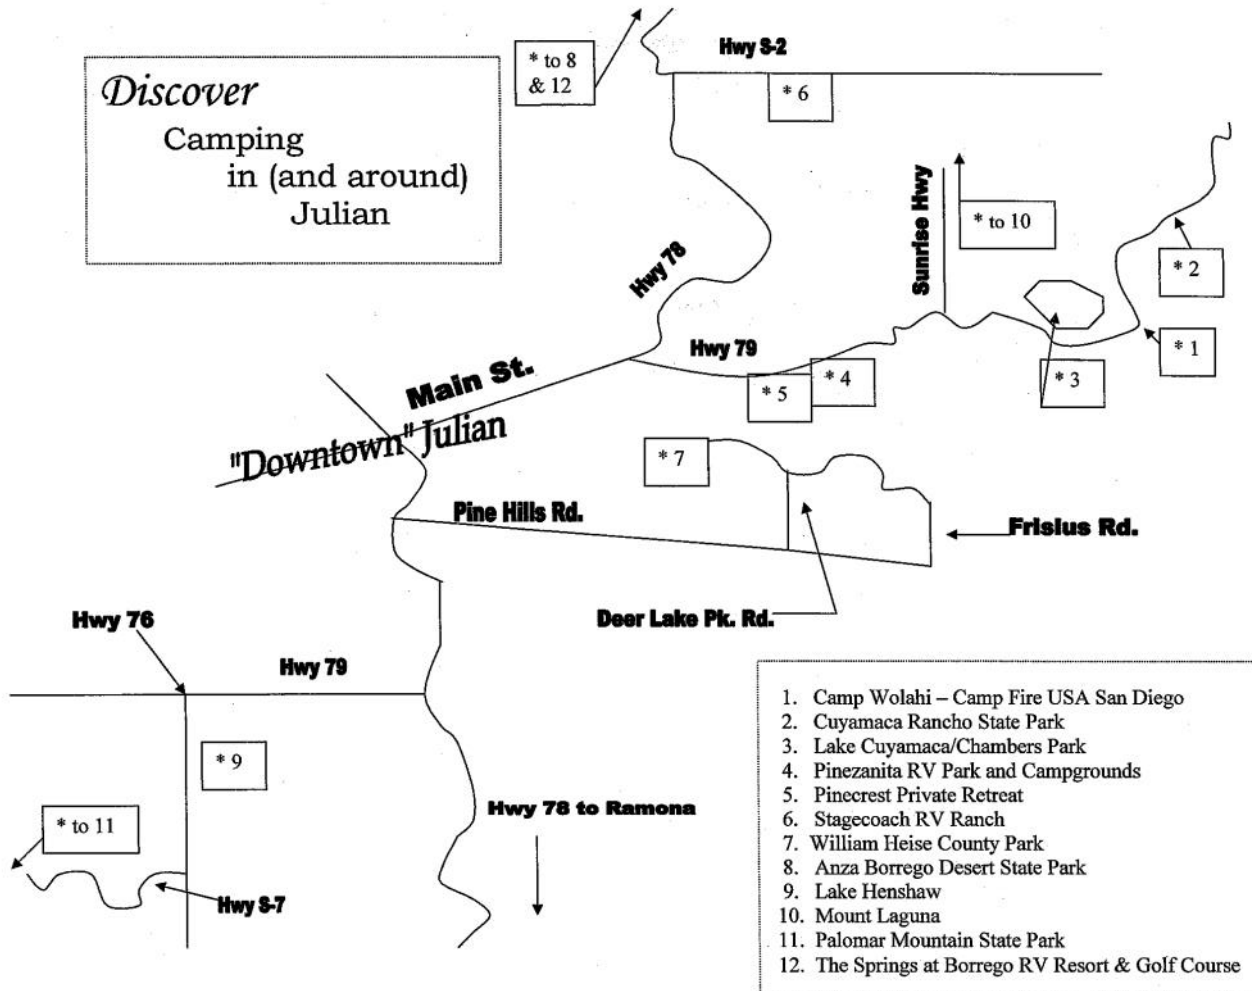 Discover
Camping
in (and around)
Julian
* to 8
& 12
Hwy S-2
* 6
Sunrise Hwy
* to 10
* 2
Hwy 78
Hwy 79
* 1
* 3
* 4
* 5
Main St.
"Downtown" Julian
* 7
Pine Hills Rd.
Frisius Rd.
Deer Lake Pk. Rd.
Hwy 76
Hwy 79
* 9
Hwy 78 to Ramona
* to 11
Hwy S-7
1. Camp Wolahi – Camp Fire USA San Diego
2. Cuyamaca Rancho State Park
3. Lake Cuyamaca/Chambers Park
4. Pinezanita RV Park and Campgrounds
5. Pinecrest Private Retreat
6. Stagecoach RV Ranch
7. William Heise County Park
8. Anza Borrego Desert State Park
9. Lake Henshaw
10. Mount Laguna
11. Palomar Mountain State Park
12. The Springs at Borrego RV Resort & Golf Course